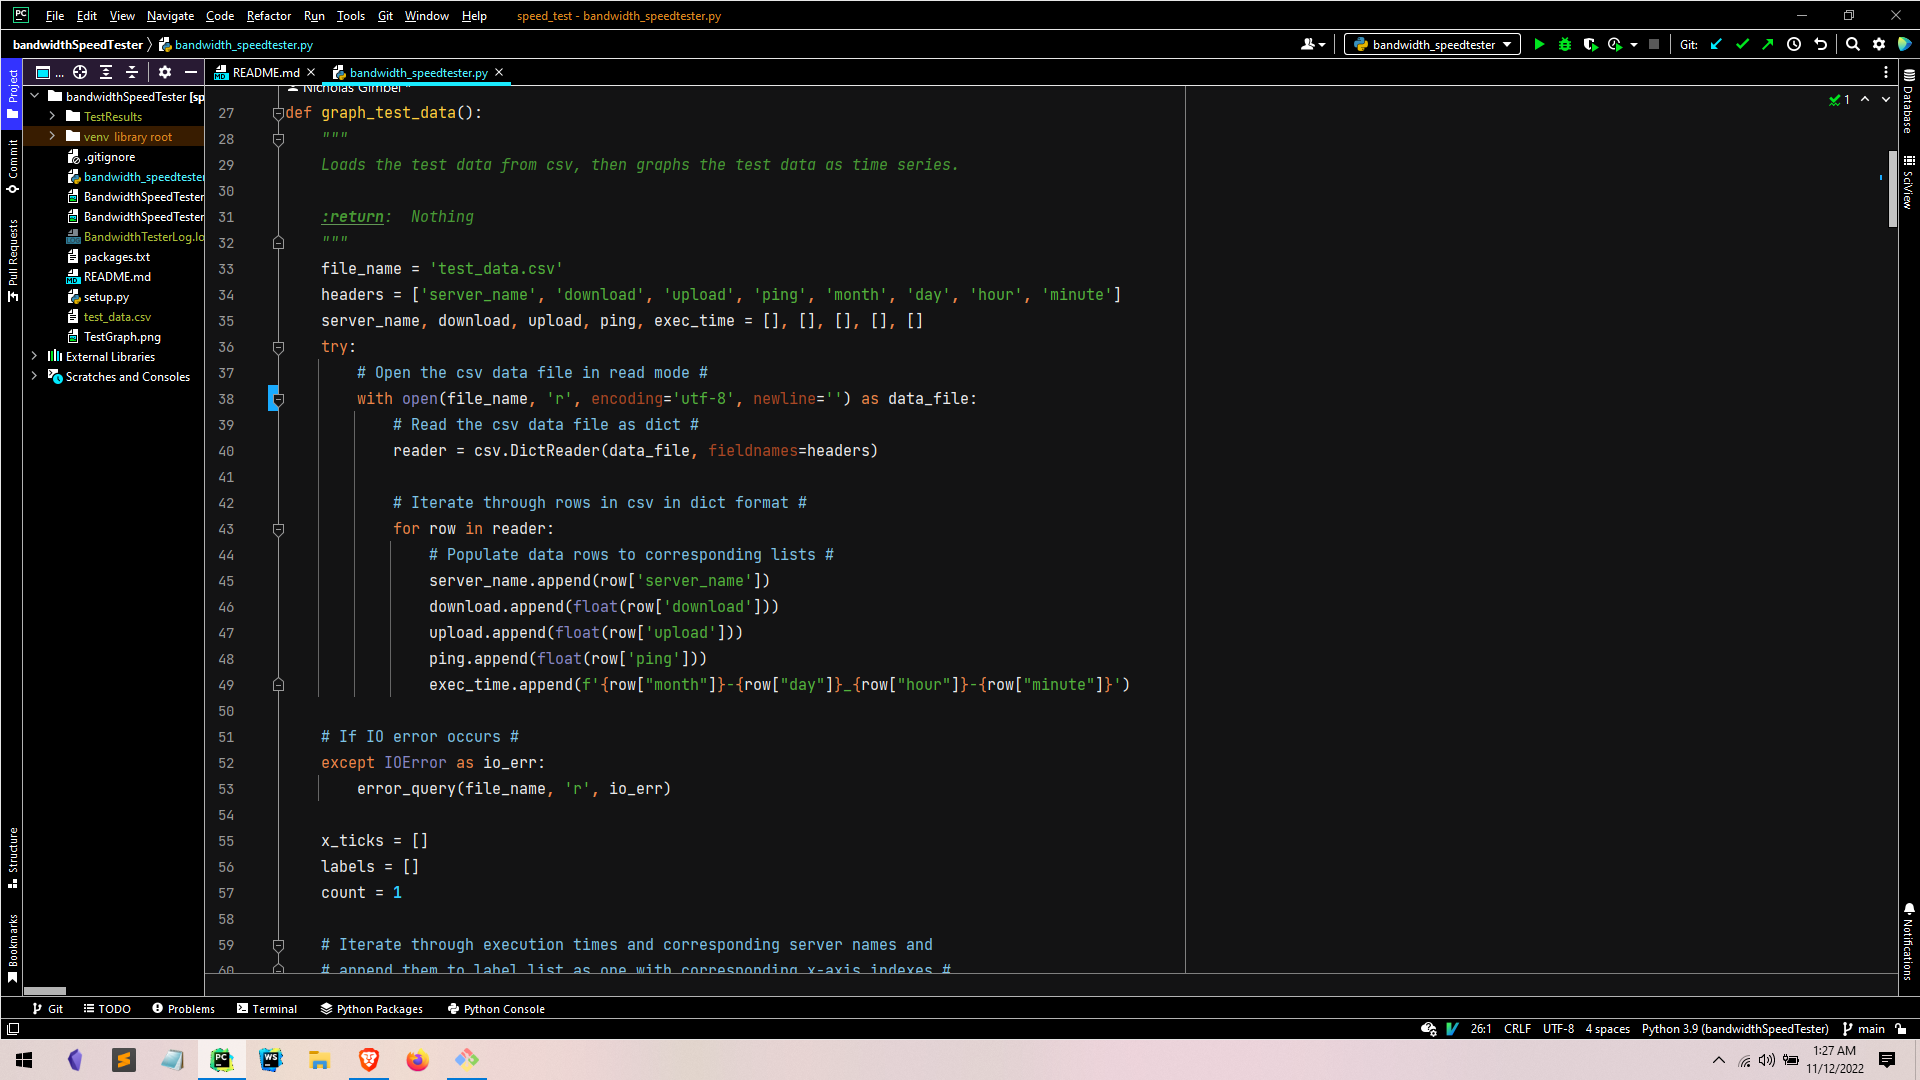 PC File Edit View Navigate Code Refactor Run Tools Git Window Help speed_test - bandwidth_speedtester.py
bandwidthSpeedTester bandwidth_speedtester.py bandwidth_speedtester Git:
... README.md bandwidth_speedtester.py
Project
Commit
Pull Requests
Structure
Bookmarks
bandwidthSpeedTester [sp
TestResults
venv library root
.gitignore
bandwidth_speedtester
BandwidthSpeedTester
BandwidthSpeedTester
BandwidthTesterLog.lo
packages.txt
README.md
setup.py
test_data.csv
TestGraph.png
External Libraries
Scratches and Consoles
Nicholas Gimbel *
1
27 def graph_test_data():
28 """
29 Loads the test data from csv, then graphs the test data as time series.
30
31 :return: Nothing
32 """
33 file_name = 'test_data.csv'
34 headers = ['server_name', 'download', 'upload', 'ping', 'month', 'day', 'hour', 'minute']
35 server_name, download, upload, ping, exec_time = [], [], [], [], []
36 try:
37 # Open the csv data file in read mode #
38 with open(file_name, 'r', encoding='utf-8', newline='') as data_file:
39 # Read the csv data file as dict #
40 reader = csv.DictReader(data_file, fieldnames=headers)
41
42 # Iterate through rows in csv in dict format #
43 for row in reader:
44 # Populate data rows to corresponding lists #
45 server_name.append(row['server_name'])
46 download.append(float(row['download']))
47 upload.append(float(row['upload']))
48 ping.append(float(row['ping']))
49 exec_time.append(f'{row["month"]}-{row["day"]}_{row["hour"]}-{row["minute"]}')
50
51 # If IO error occurs #
52 except IOError as io_err:
53 error_query(file_name, 'r', io_err)
54
55 x_ticks = []
56 labels = []
57 count = 1
58
59 # Iterate through execution times and corresponding server names and
60 # append them to label list as one with corresponding x-axis indexes #
Database
SciView
Notifications
Git TODO Problems Terminal Python Packages Python Console
26:1 CRLF UTF-8 4 spaces Python 3.9 (bandwidthSpeedTester) main
PC WS
1:27 AM
11/12/2022